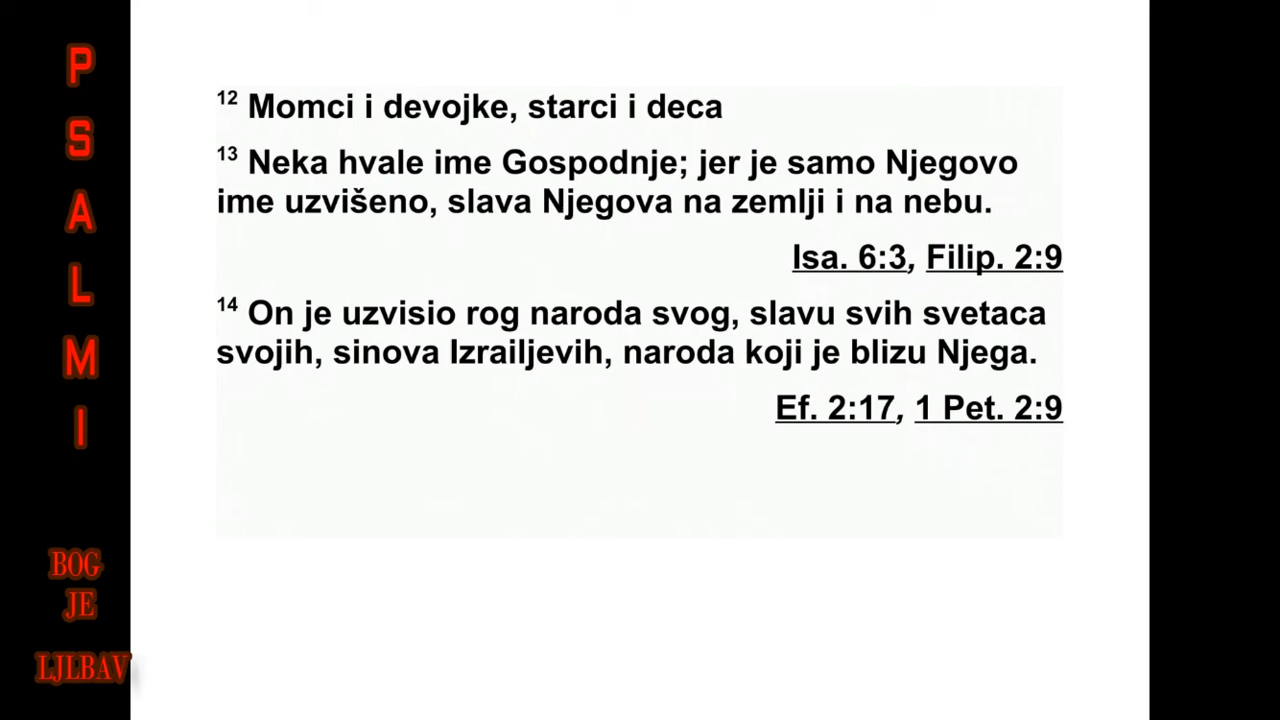 P
S
A
L
M
I
BOG
JE
LJLBAV
12 Momci i devojke, starci i deca
13 Neka hvale ime Gospodnje; jer je samo Njegovo
ime uzvišeno, slava Njegova na zemlji i na nebu.
Isa. 6:3, Filip. 2:9
14 On je uzvisio rog naroda svog, slavu svih svetaca
svojih, sinova Izrailjevih, naroda koji je blizu Njega.
Ef. 2:17, 1 Pet. 2:9